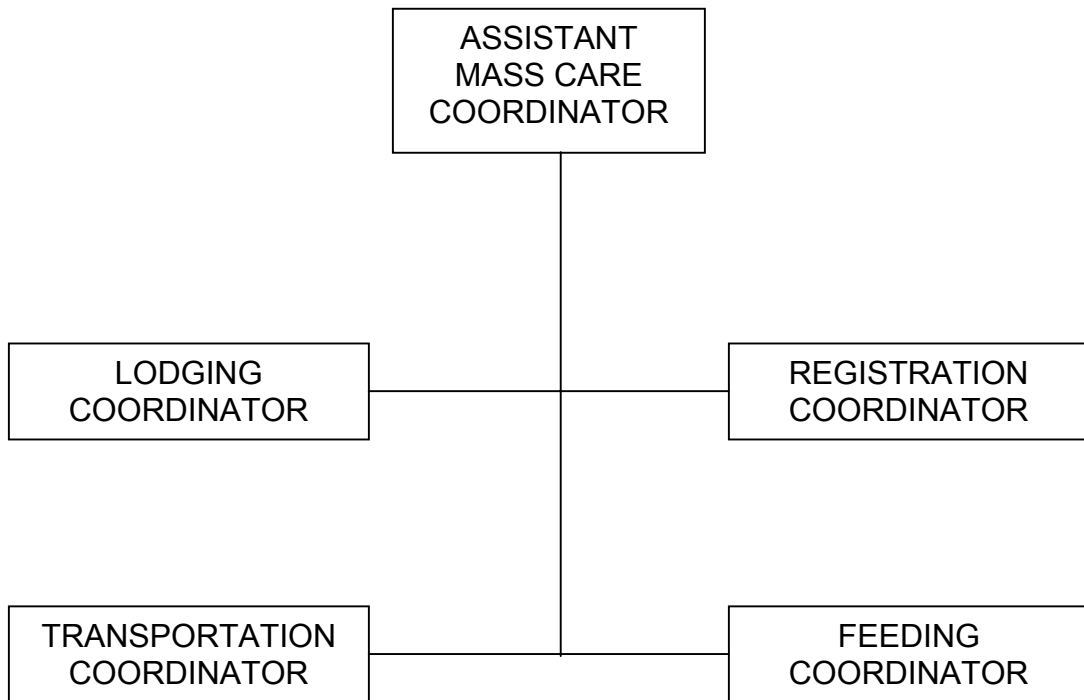 ASSISTANT
MASS CARE
COORDINATOR
LODGING
COORDINATOR
REGISTRATION
COORDINATOR
TRANSPORTATION
COORDINATOR
FEEDING
COORDINATOR